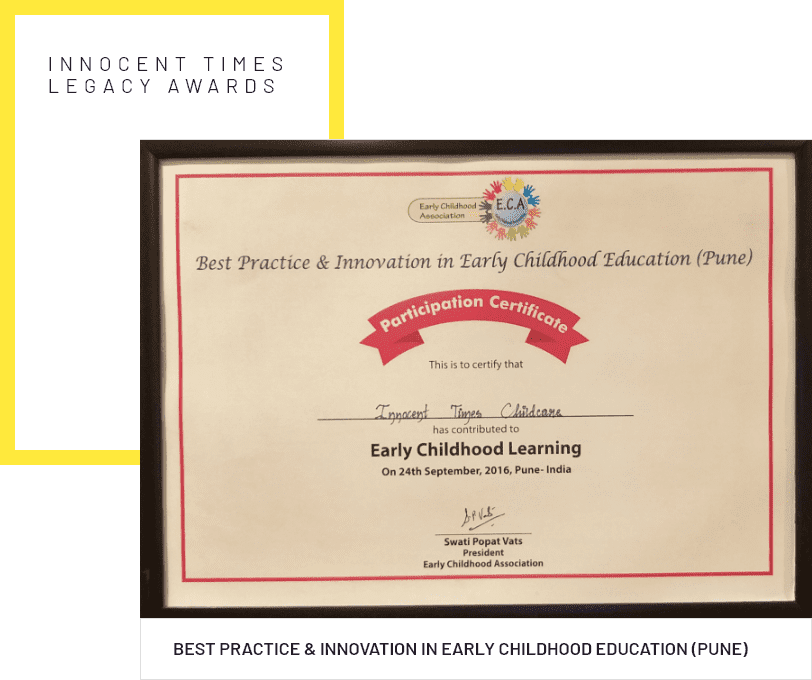 INNOCENT TIMES
LEGACY AWARDS
Early Childhood
Association
E.C.A
Best Practice & Innovation in Early Childhood Education (Pune)
Participation Certificate
This is to certify that
Innocent Times Childcare
has contributed to
Early Childhood Learning
On 24th September, 2016, Pune- India
S P Vats
Swati Popat Vats
President
Early Childhood Association
BEST PRACTICE & INNOVATION IN EARLY CHILDHOOD EDUCATION (PUNE)